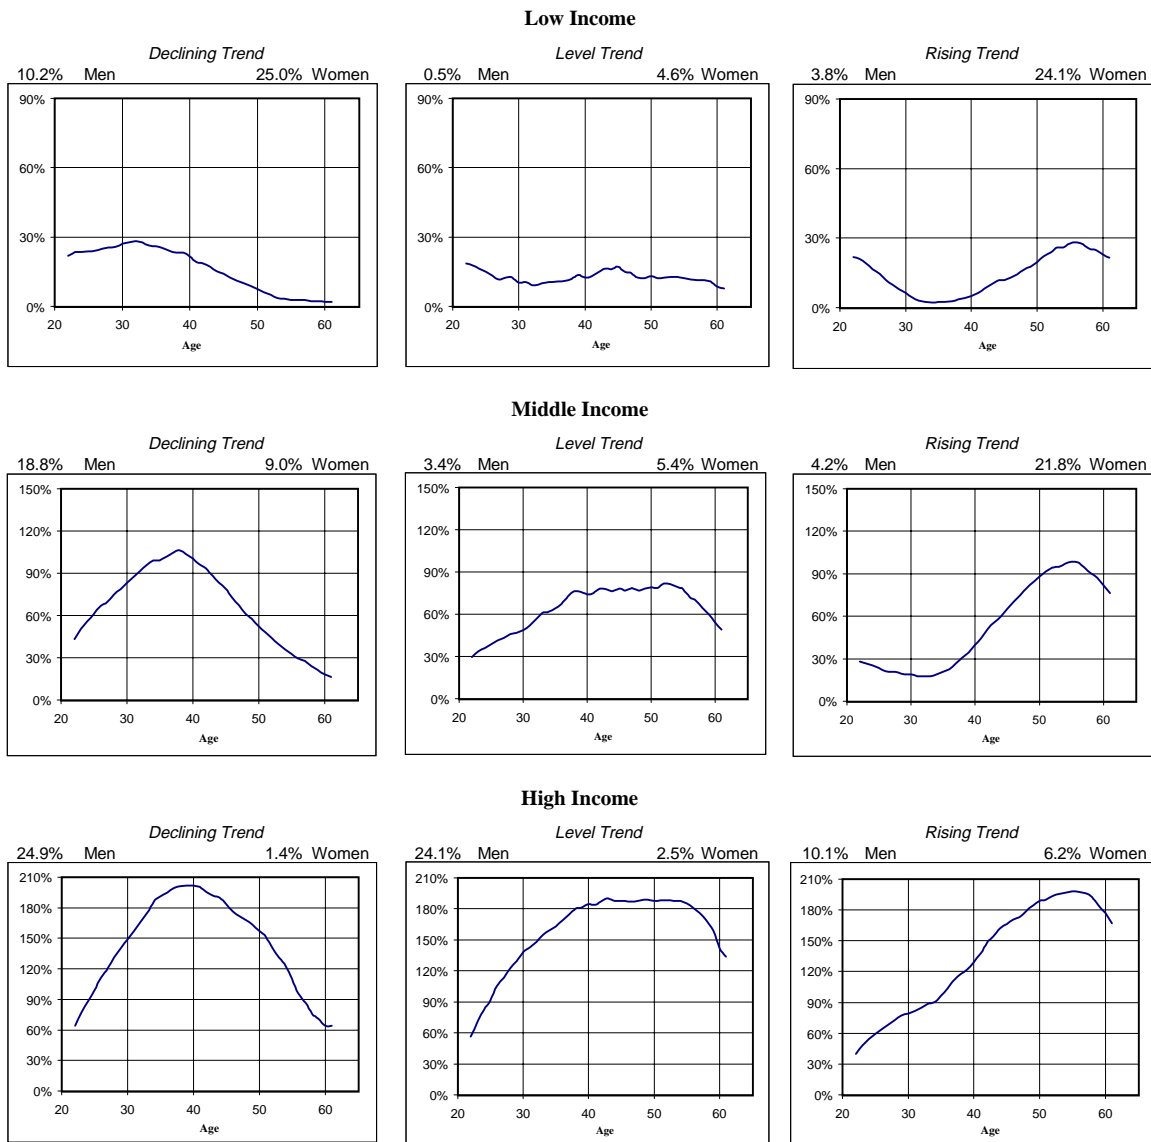 Low Income
Declining Trend
10.2% Men 25.0% Women
90%
60%
30%
0%
20 30 40 50 60
Age
Level Trend
0.5% Men 4.6% Women
90%
60%
30%
0%
20 30 40 50 60
Age
Rising Trend
3.8% Men 24.1% Women
90%
60%
30%
0%
20 30 40 50 60
Age
Middle Income
Declining Trend
18.8% Men 9.0% Women
150%
120%
90%
60%
30%
0%
20 30 40 50 60
Age
Level Trend
3.4% Men 5.4% Women
150%
120%
90%
60%
30%
0%
20 30 40 50 60
Age
Rising Trend
4.2% Men 21.8% Women
150%
120%
90%
60%
30%
0%
20 30 40 50 60
Age
High Income
Declining Trend
24.9% Men 1.4% Women
210%
180%
150%
120%
90%
60%
30%
0%
20 30 40 50 60
Age
Level Trend
24.1% Men 2.5% Women
210%
180%
150%
120%
90%
60%
30%
0%
20 30 40 50 60
Age
Rising Trend
10.1% Men 6.2% Women
210%
180%
150%
120%
90%
60%
30%
0%
20 30 40 50 60
Age